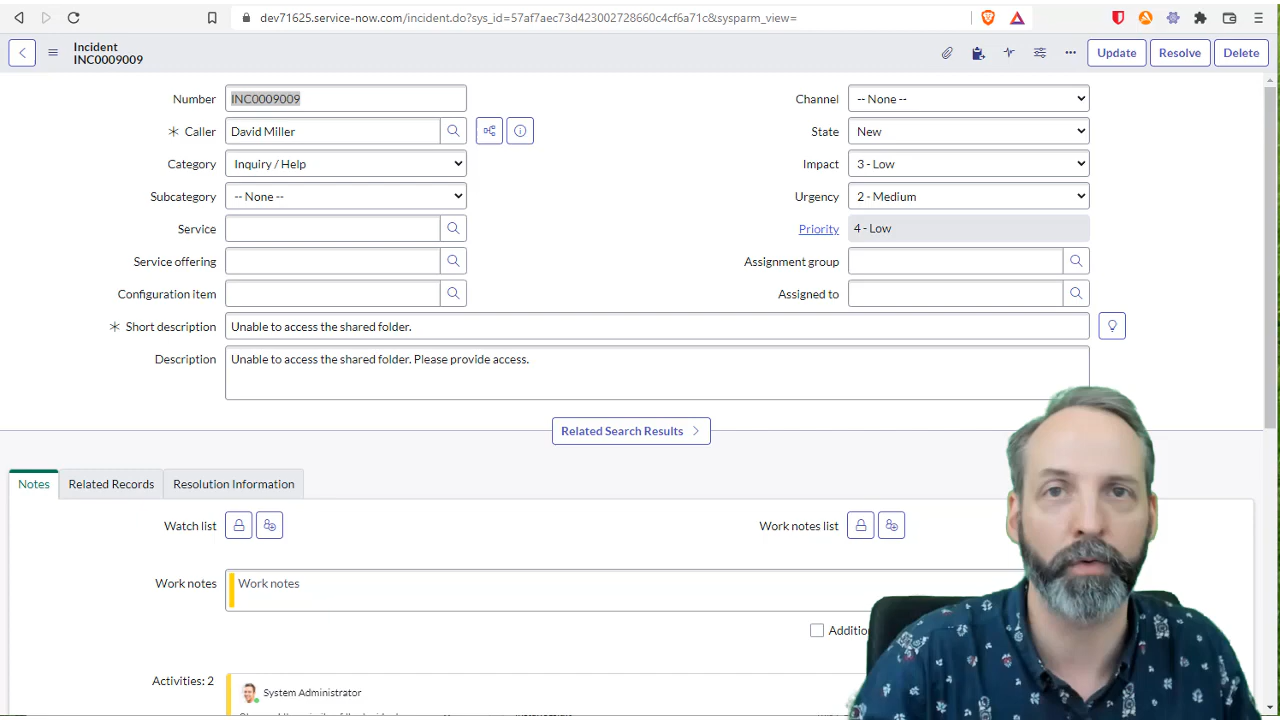 dev71625.service-now.com/incident.do?sys_id=57af7aec73d423002728660c4cf6a71c&sysparm_view=
Incident
INC0009009
Update
Resolve
Delete
Number INC0009009
Channel -- None --
Caller David Miller
State New
Category Inquiry / Help
Impact 3 - Low
Subcategory -- None --
Urgency 2 - Medium
Service
Priority 4 - Low
Service offering
Assignment group
Configuration item
Assigned to
Short description Unable to access the shared folder.
Description Unable to access the shared folder. Please provide access.
Related Search Results
Notes
Related Records
Resolution Information
Watch list
Work notes list
Work notes Work notes
Activities: 2
System Administrator